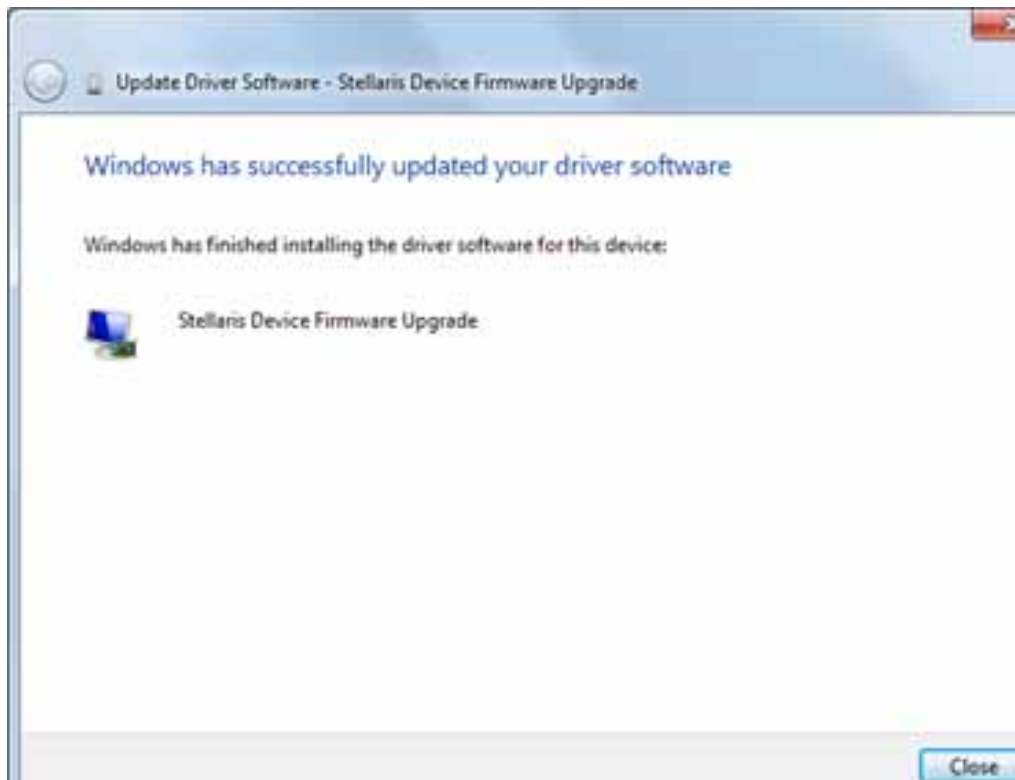 Update Driver Software - Stellaris Device Firmware Upgrade
Windows has successfully updated your driver software
Windows has finished installing the driver software for this device:
Stellaris Device Firmware Upgrade
Close